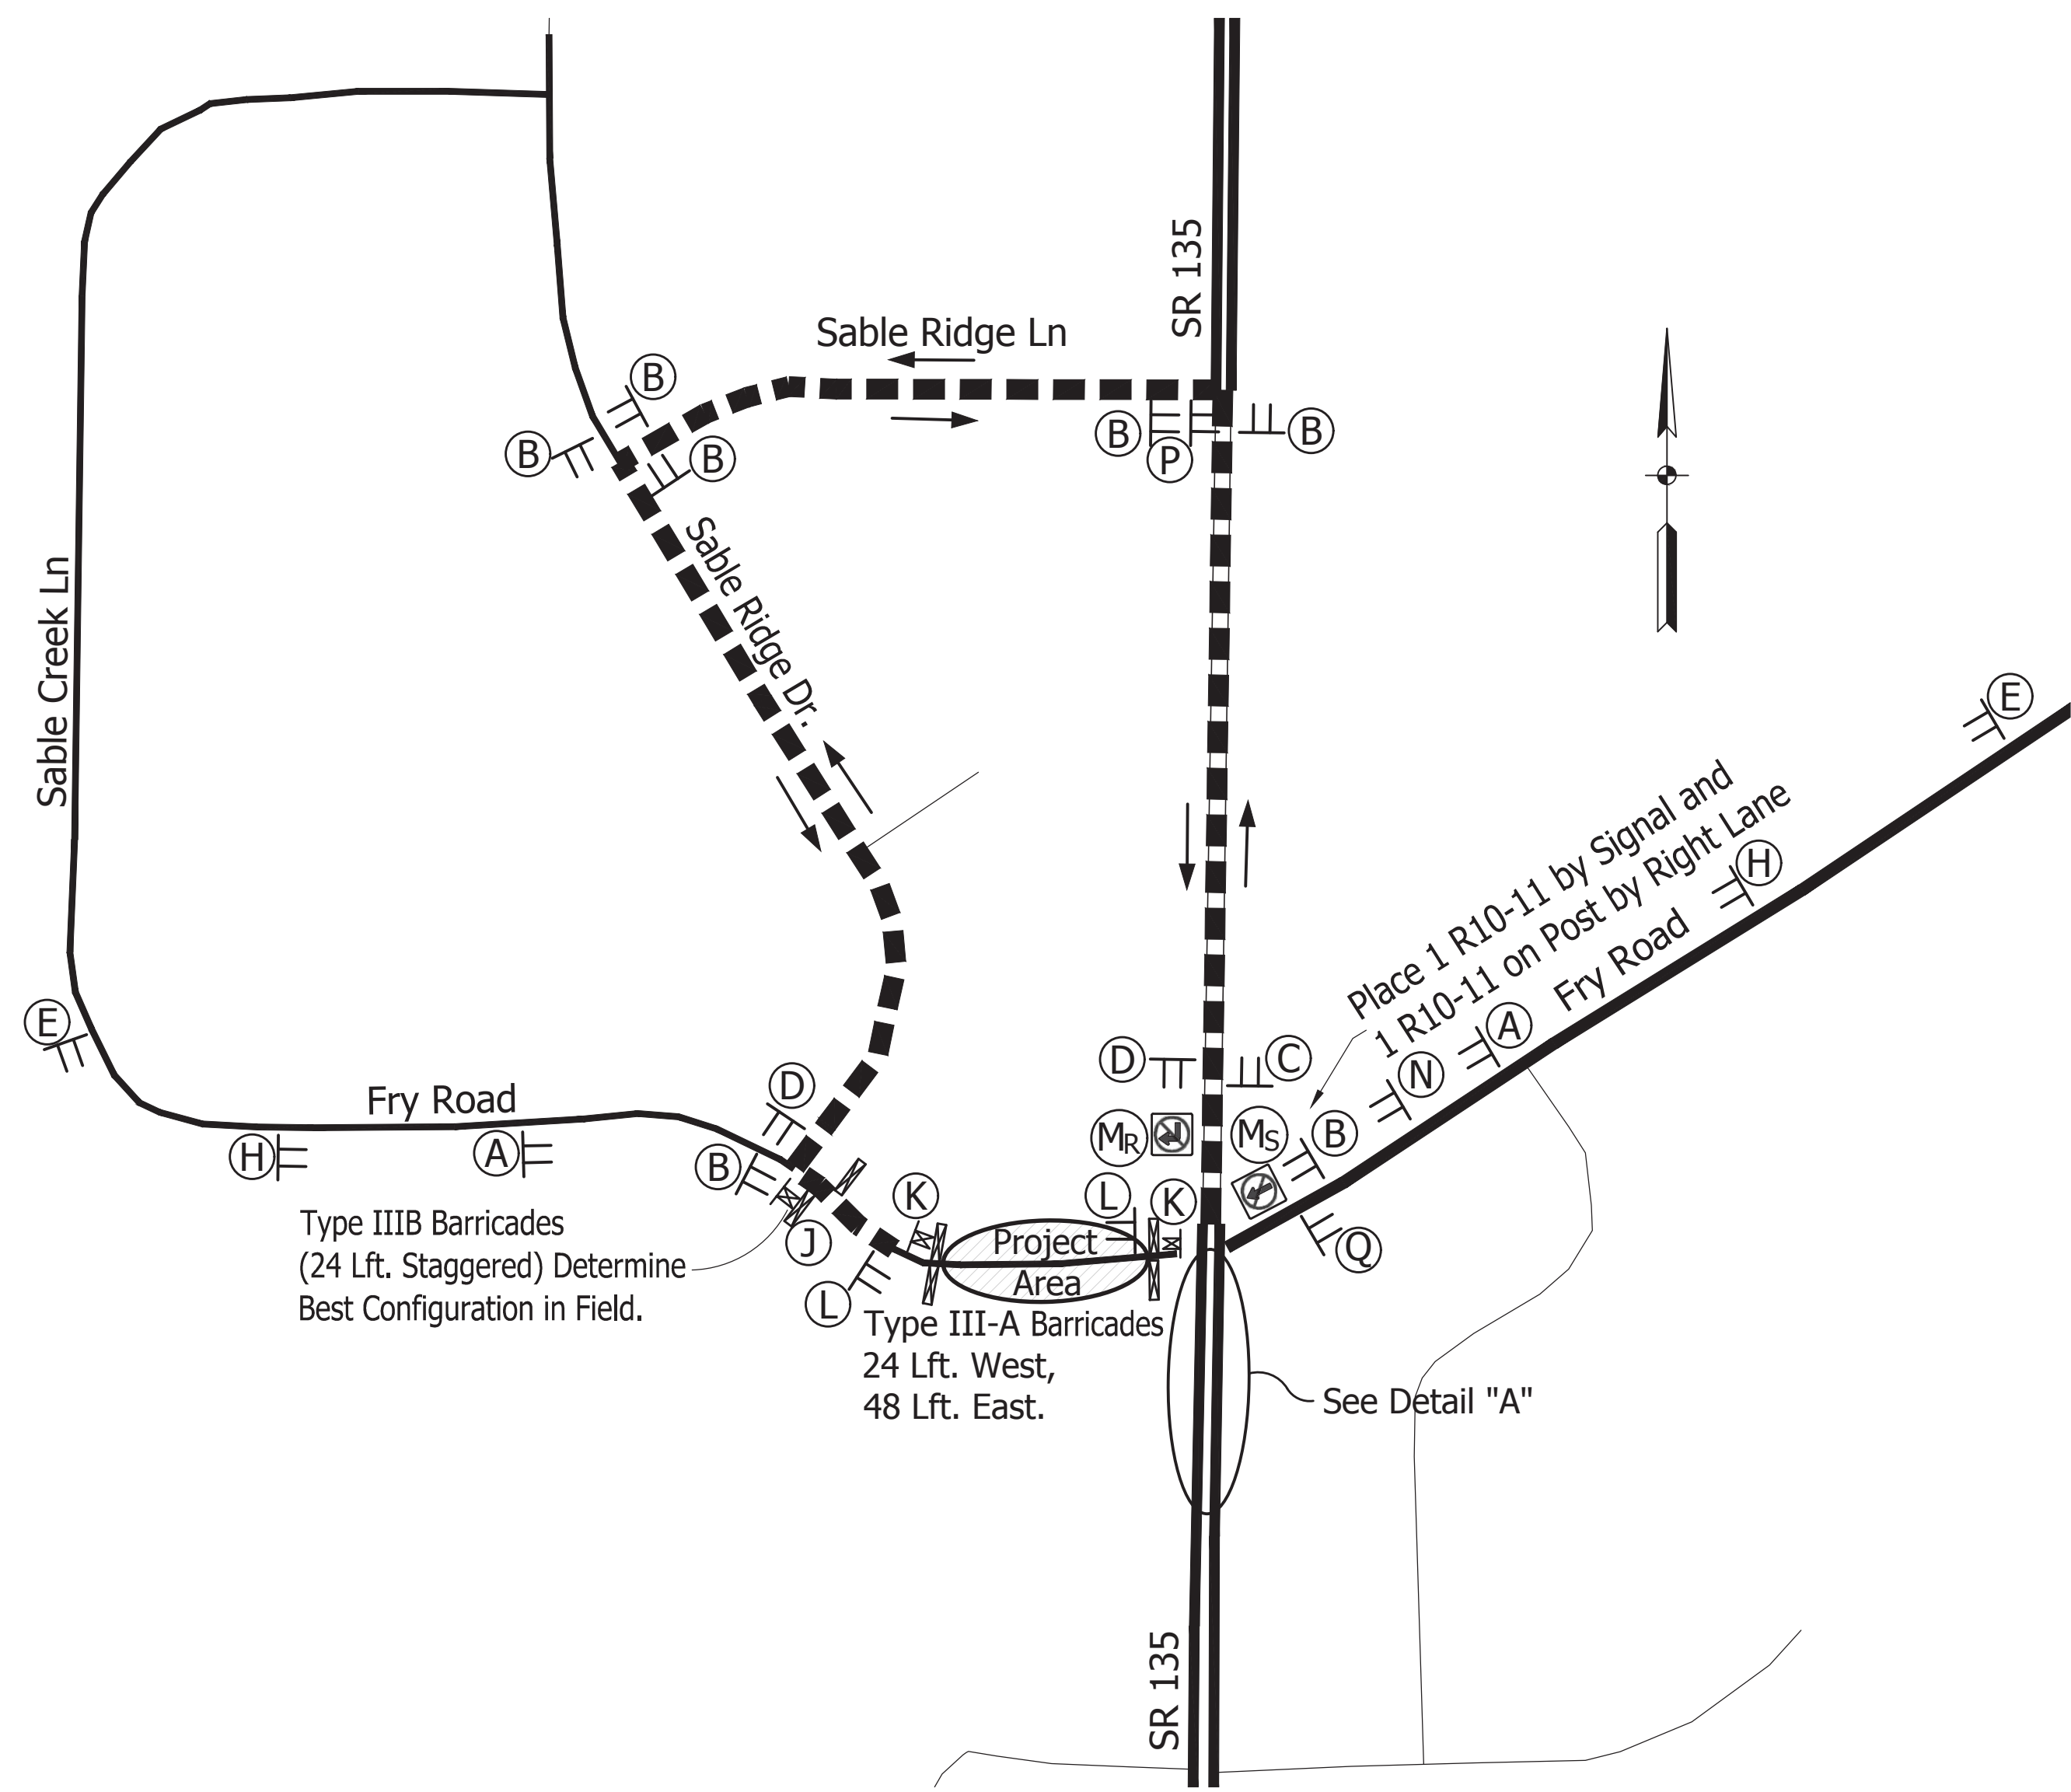 SR 135
Sable Ridge Ln
B
B
B
B
P
B
Sable Ridge Dr.
Sable Creek Ln
E
E
Place 1 R10-11 by Signal and
1 R10-11 on Post by Right Lane
Fry Road
H
A
N
B
Q
D
C
MR
MS
L
K
Fry Road
H
A
D
B
J
K
L
Type IIIB Barricades
(24 Lft. Staggered) Determine
Best Configuration in Field.
Project
Area
Type III-A Barricades
24 Lft. West,
48 Lft. East.
See Detail "A"
SR 135